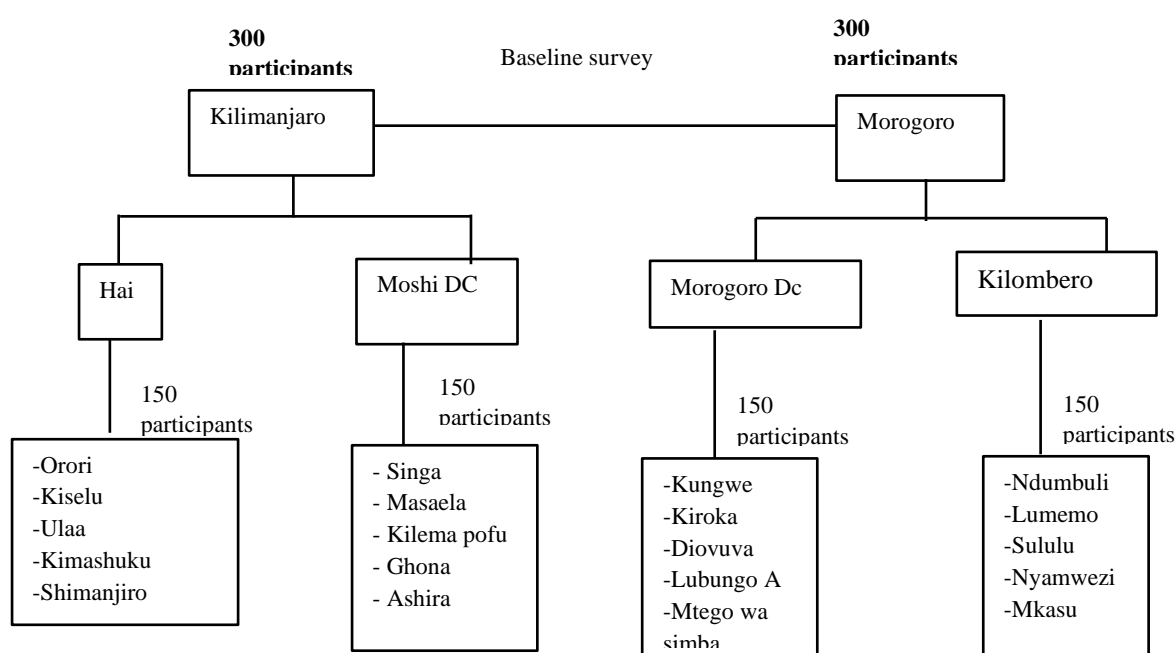 300
participants
Baseline survey
300
participants
Kilimanjaro
Morogoro
Hai
Moshi DC
Morogoro Dc
Kilombero
150
participants
150
participants
150
participants
150
participants
-Orori
-Kiselu
-Ulaa
-Kimashuku
-Shimanjiro
- Singa
- Masaela
- Kilema pofu
- Ghona
- Ashira
-Kungwe
-Kiroka
-Diovuva
-Lubungo A
-Mtego wa
simba
-Ndumbuli
-Lumemo
-Sululu
-Nyamwezi
-Mkasu